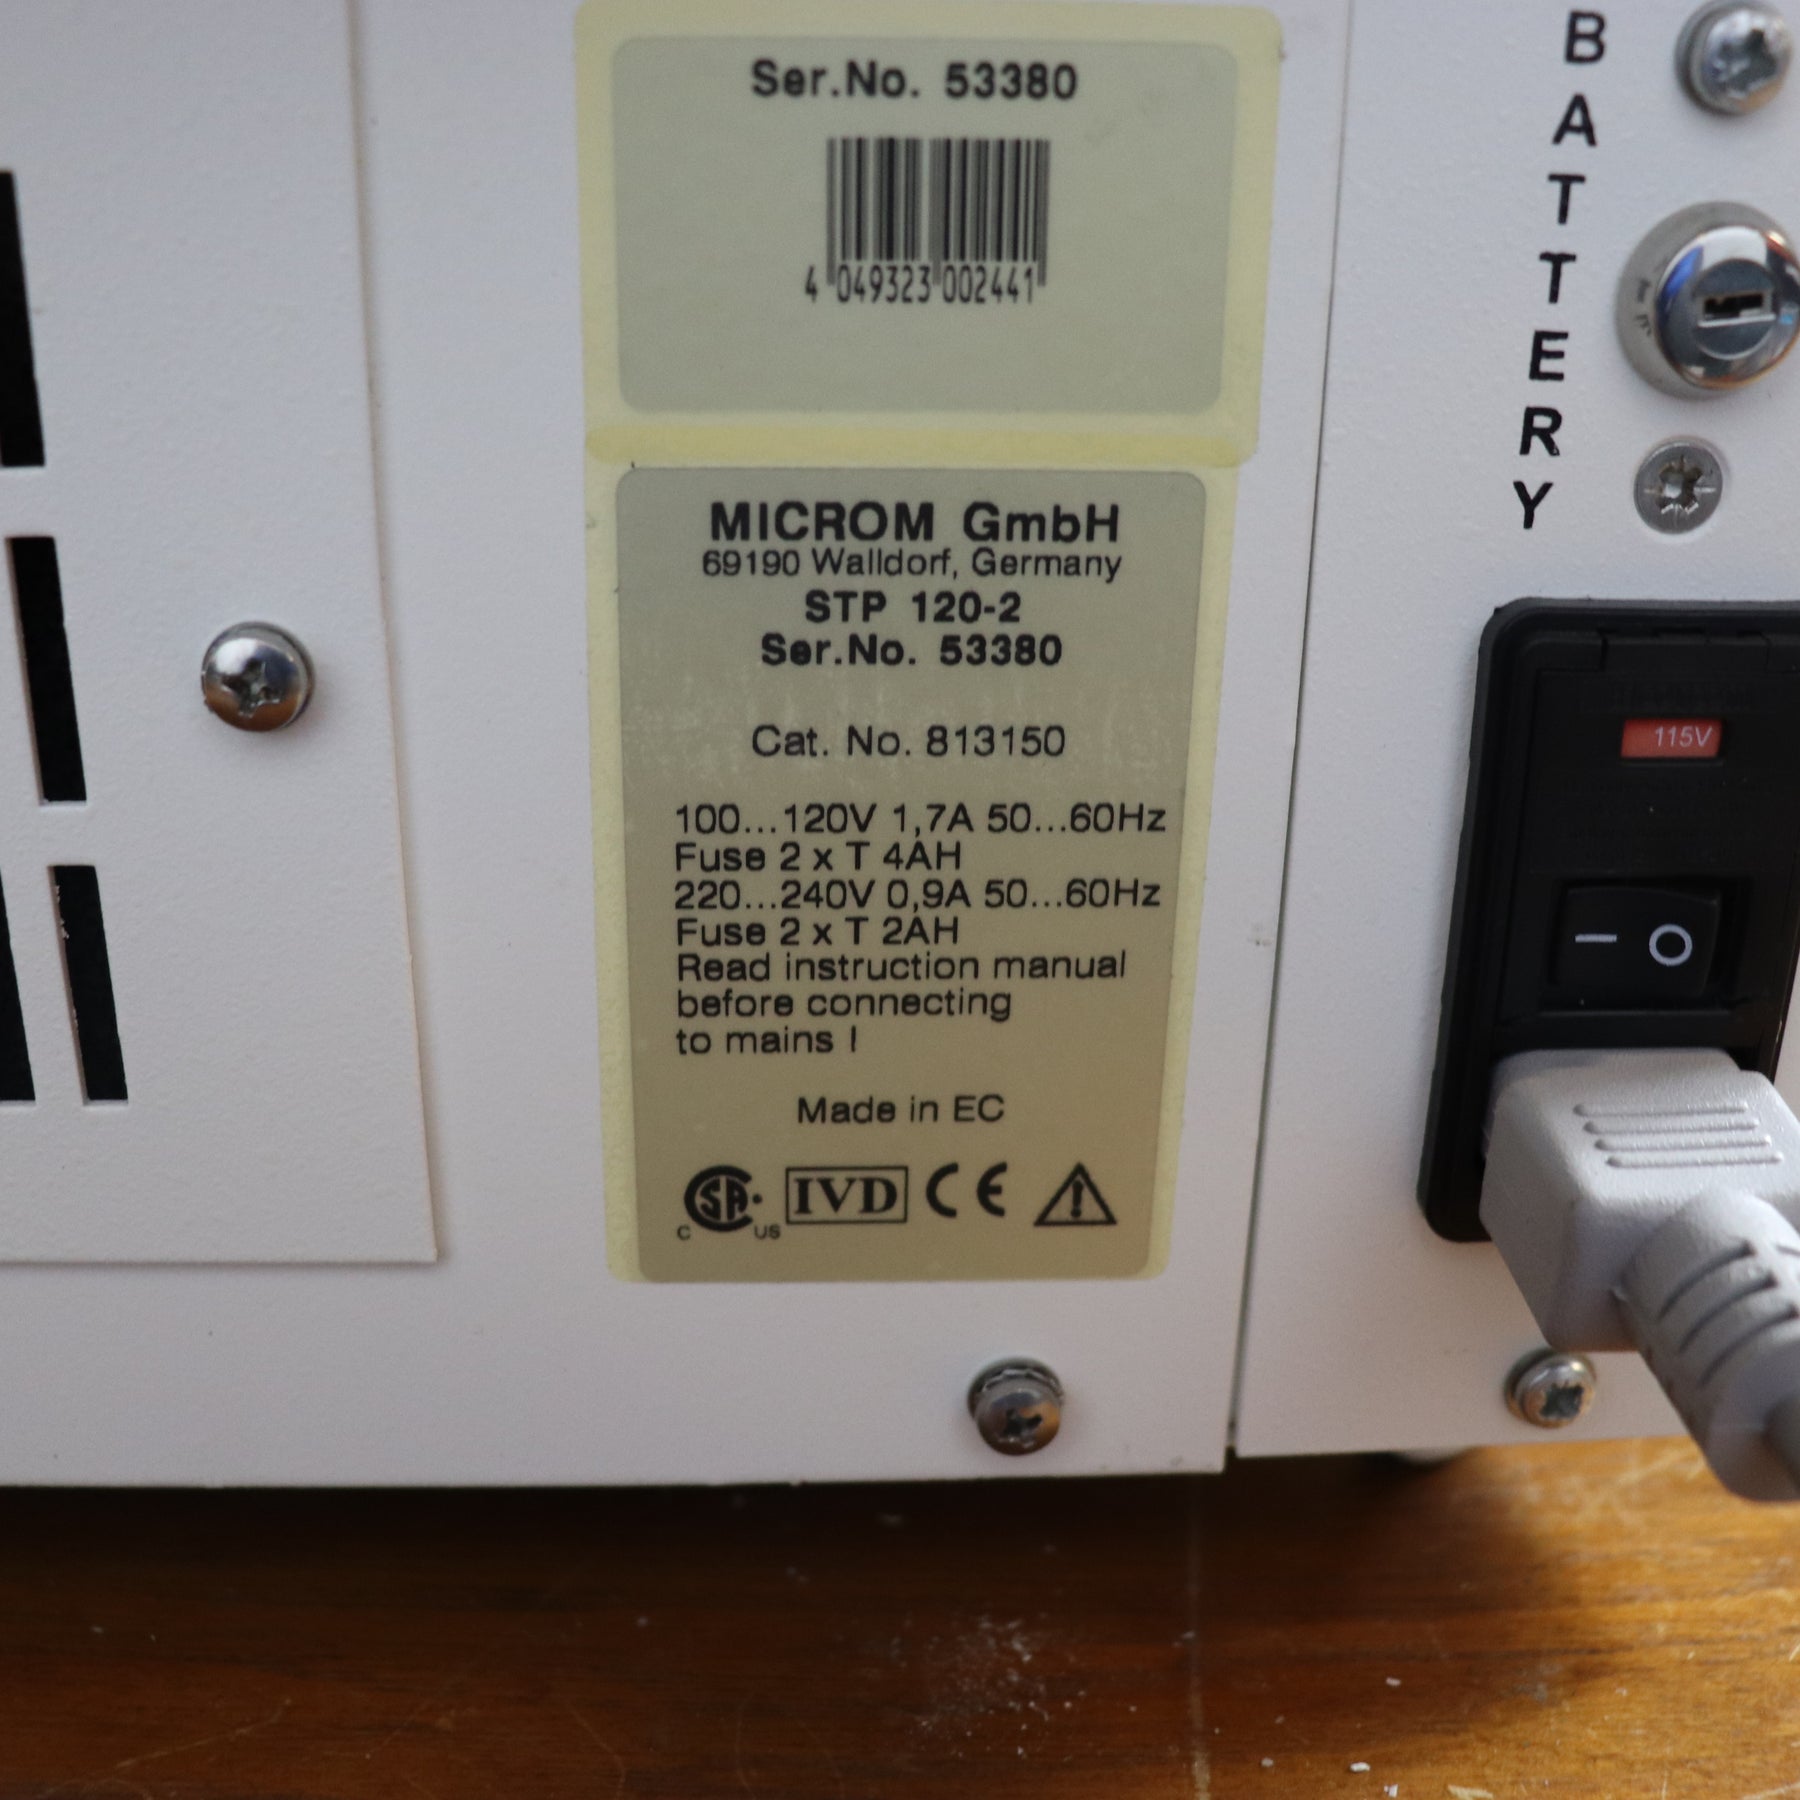 Ser.No. 53380
4 049323 002441
MICROM GmbH
69190 Walldorf, Germany
STP 120-2
Ser.No. 53380
Cat. No. 813150
100...120V 1,7A 50...60Hz
Fuse 2 x T 4AH
220...240V 0,9A 50...60Hz
Fuse 2 x T 2AH
Read instruction manual
before connecting
to mains !
Made in EC
C SA US IVD CE
BATTERY
115V